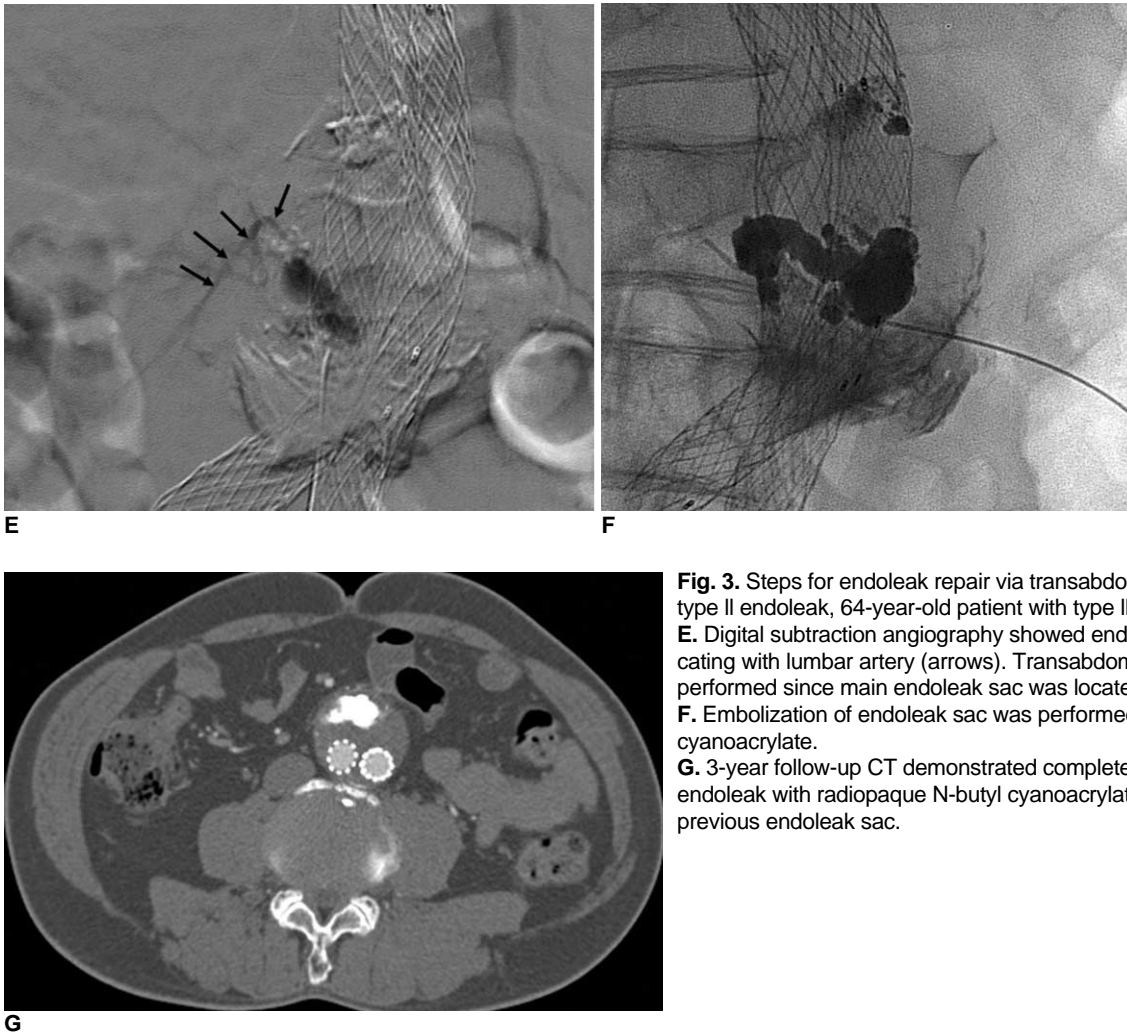 E
F
G
Fig. 3. Steps for endoleak repair via transabdo
type II endoleak, 64-year-old patient with type II
E. Digital subtraction angiography showed end
cating with lumbar artery (arrows). Transabdom
performed since main endoleak sac was locate
F. Embolization of endoleak sac was performe
cyanoacrylate.
G. 3-year follow-up CT demonstrated complete
endoleak with radiopaque N-butyl cyanoacrylat
previous endoleak sac.